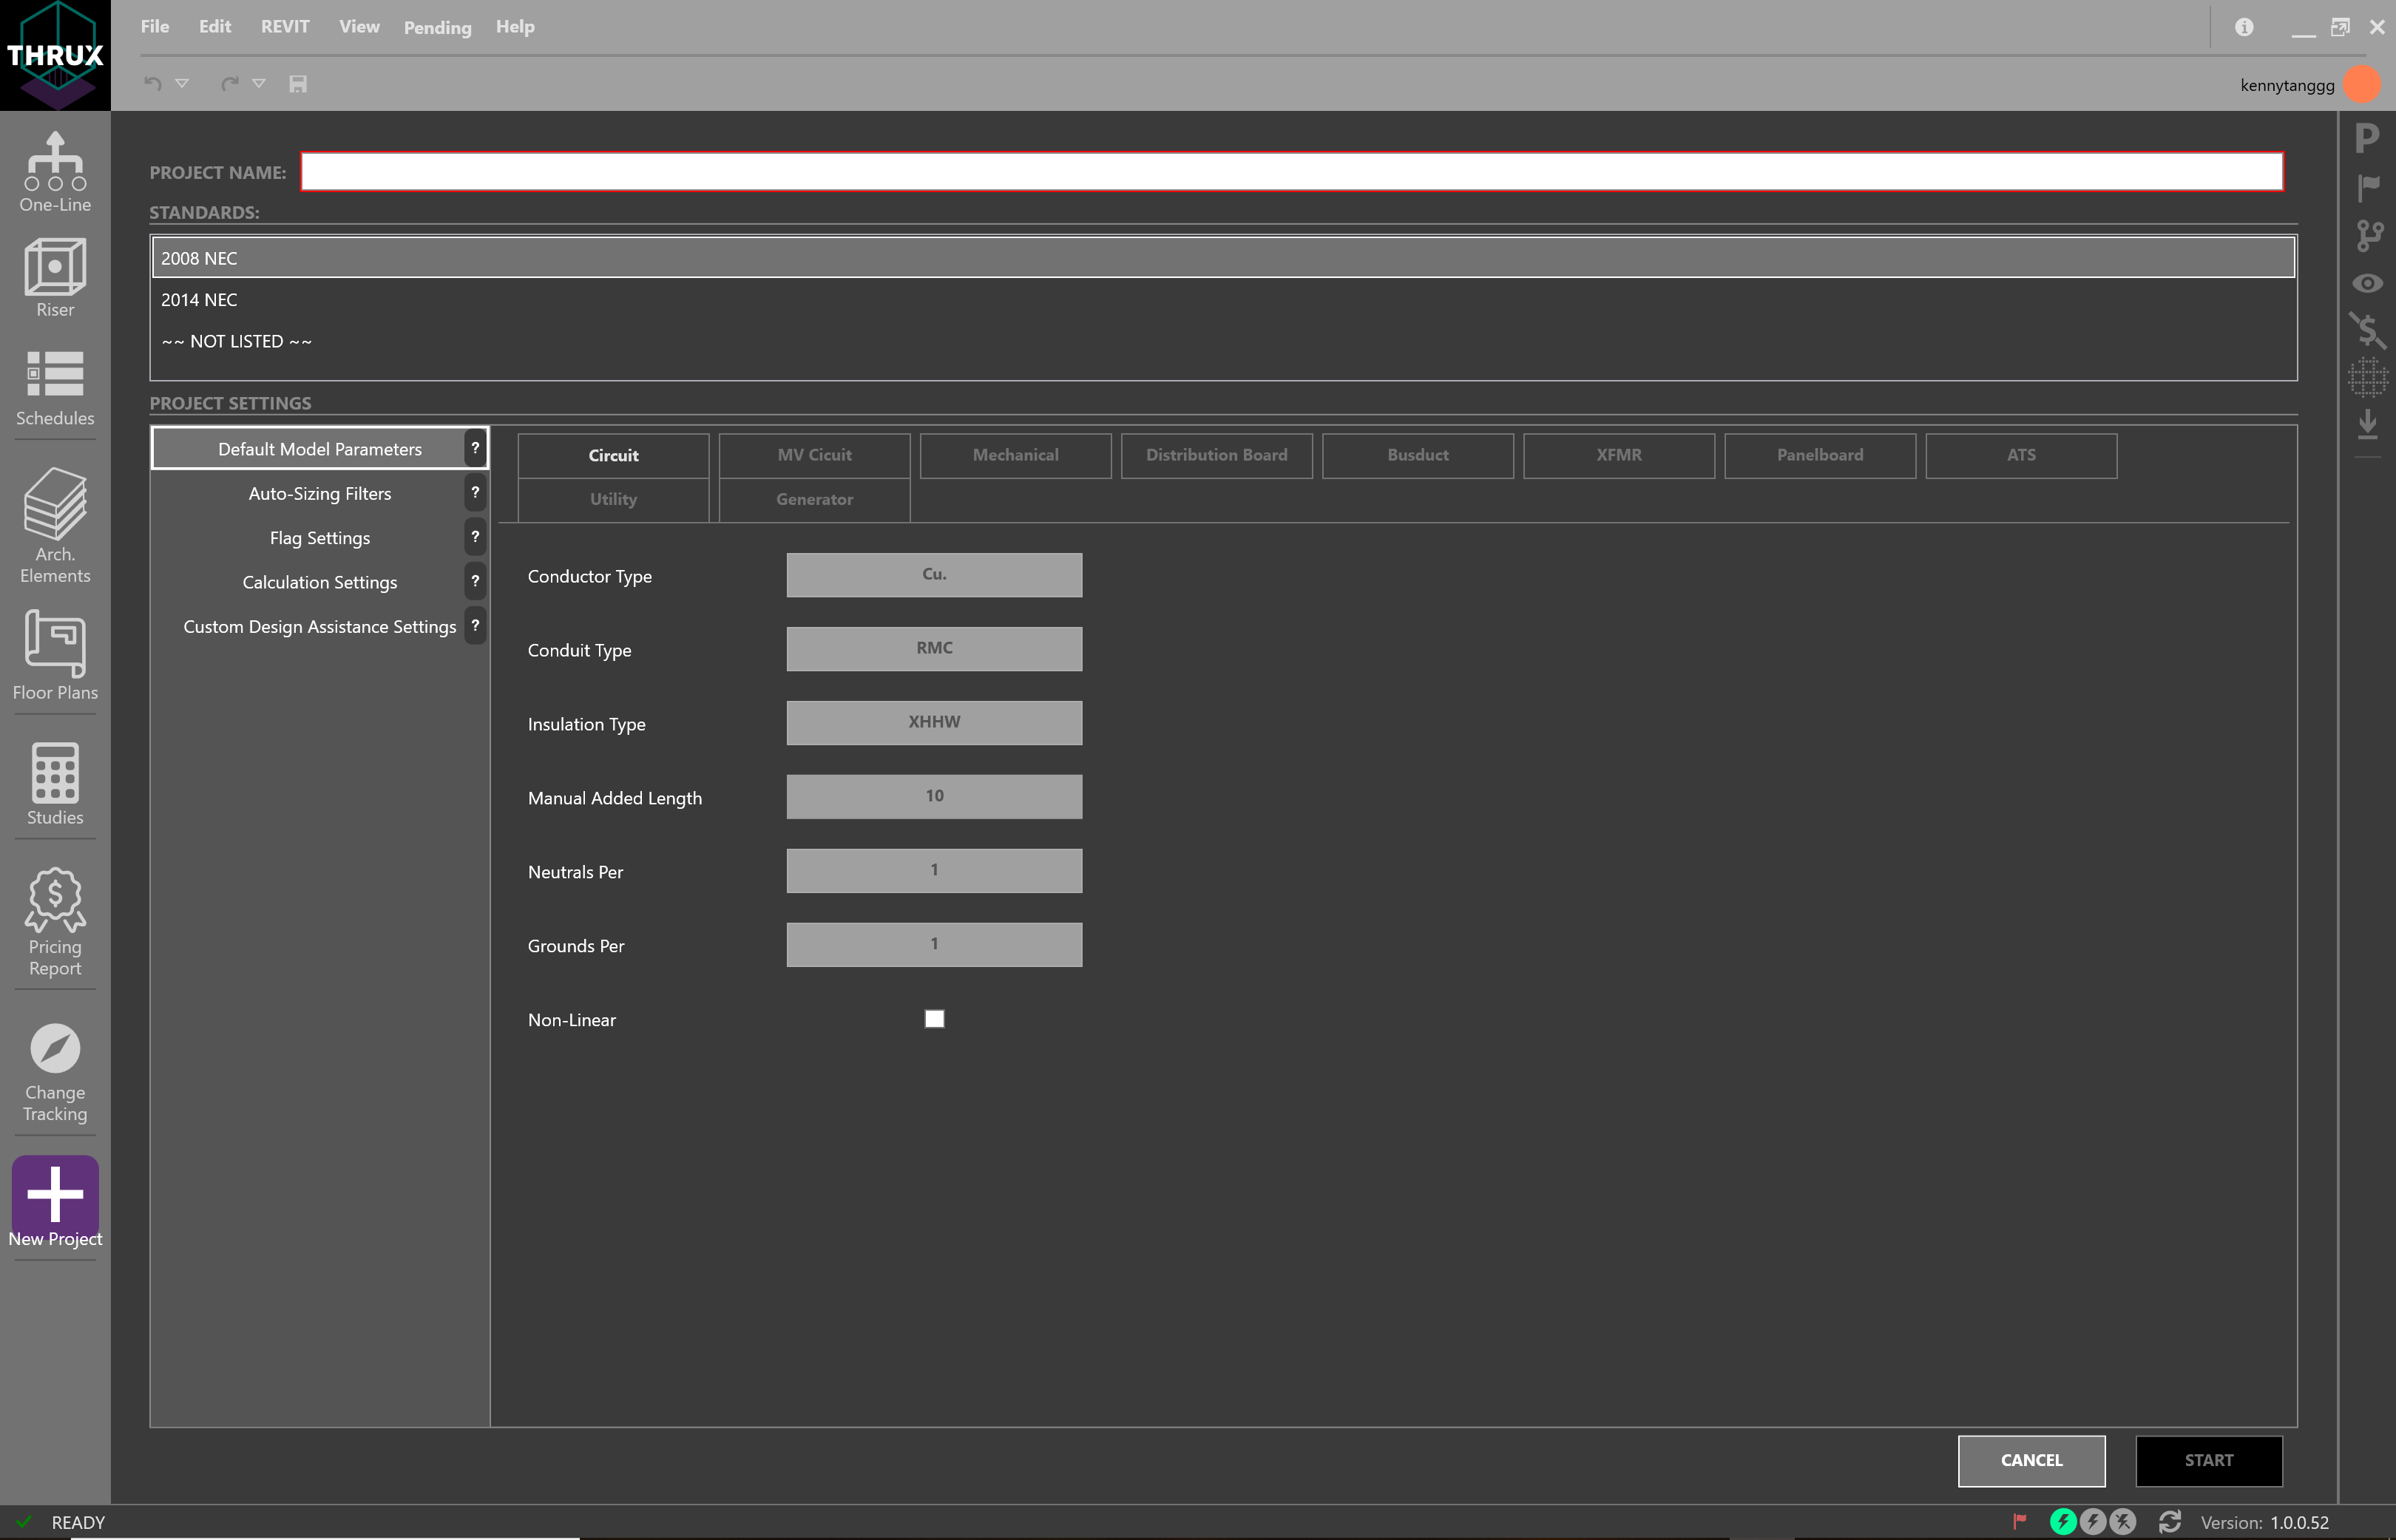 THRUX
File Edit REVIT View Pending Help
kennytanggg
One-Line
Riser
Schedules
Arch.
Elements
Floor Plans
Studies
Pricing
Report
Change
Tracking
New Project
PROJECT NAME:
STANDARDS:
2008 NEC
2014 NEC
~~ NOT LISTED ~~
PROJECT SETTINGS
Default Model Parameters ?
Auto-Sizing Filters ?
Flag Settings ?
Calculation Settings ?
Custom Design Assistance Settings ?
Circuit MV Cicuit Mechanical Distribution Board Busduct XFMR Panelboard ATS
Utility Generator
Conductor Type Cu.
Conduit Type RMC
Insulation Type XHHW
Manual Added Length 10
Neutrals Per 1
Grounds Per 1
Non-Linear
CANCEL START
P
READY
Version: 1.0.0.52